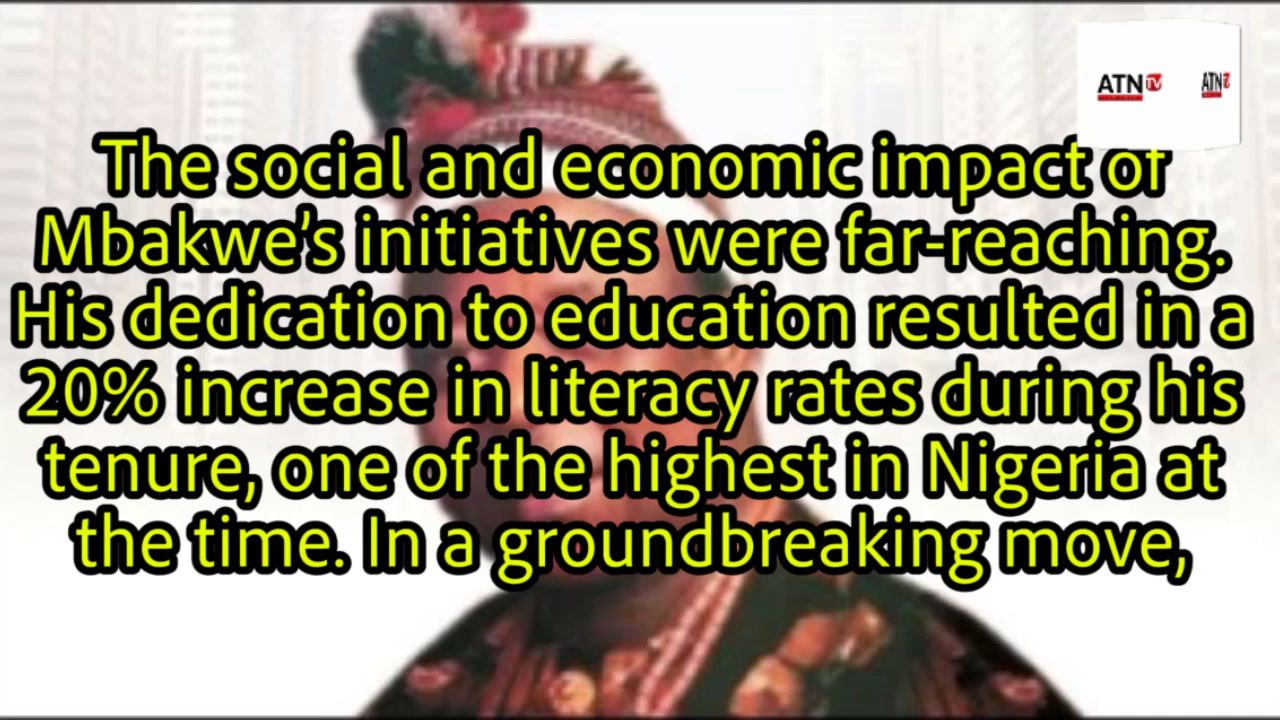 ATN TV ATN
The social and economic impact of
Mbakwe's initiatives were far-reaching.
His dedication to education resulted in a
20% increase in literacy rates during his
tenure, one of the highest in Nigeria at
the time. In a groundbreaking move,